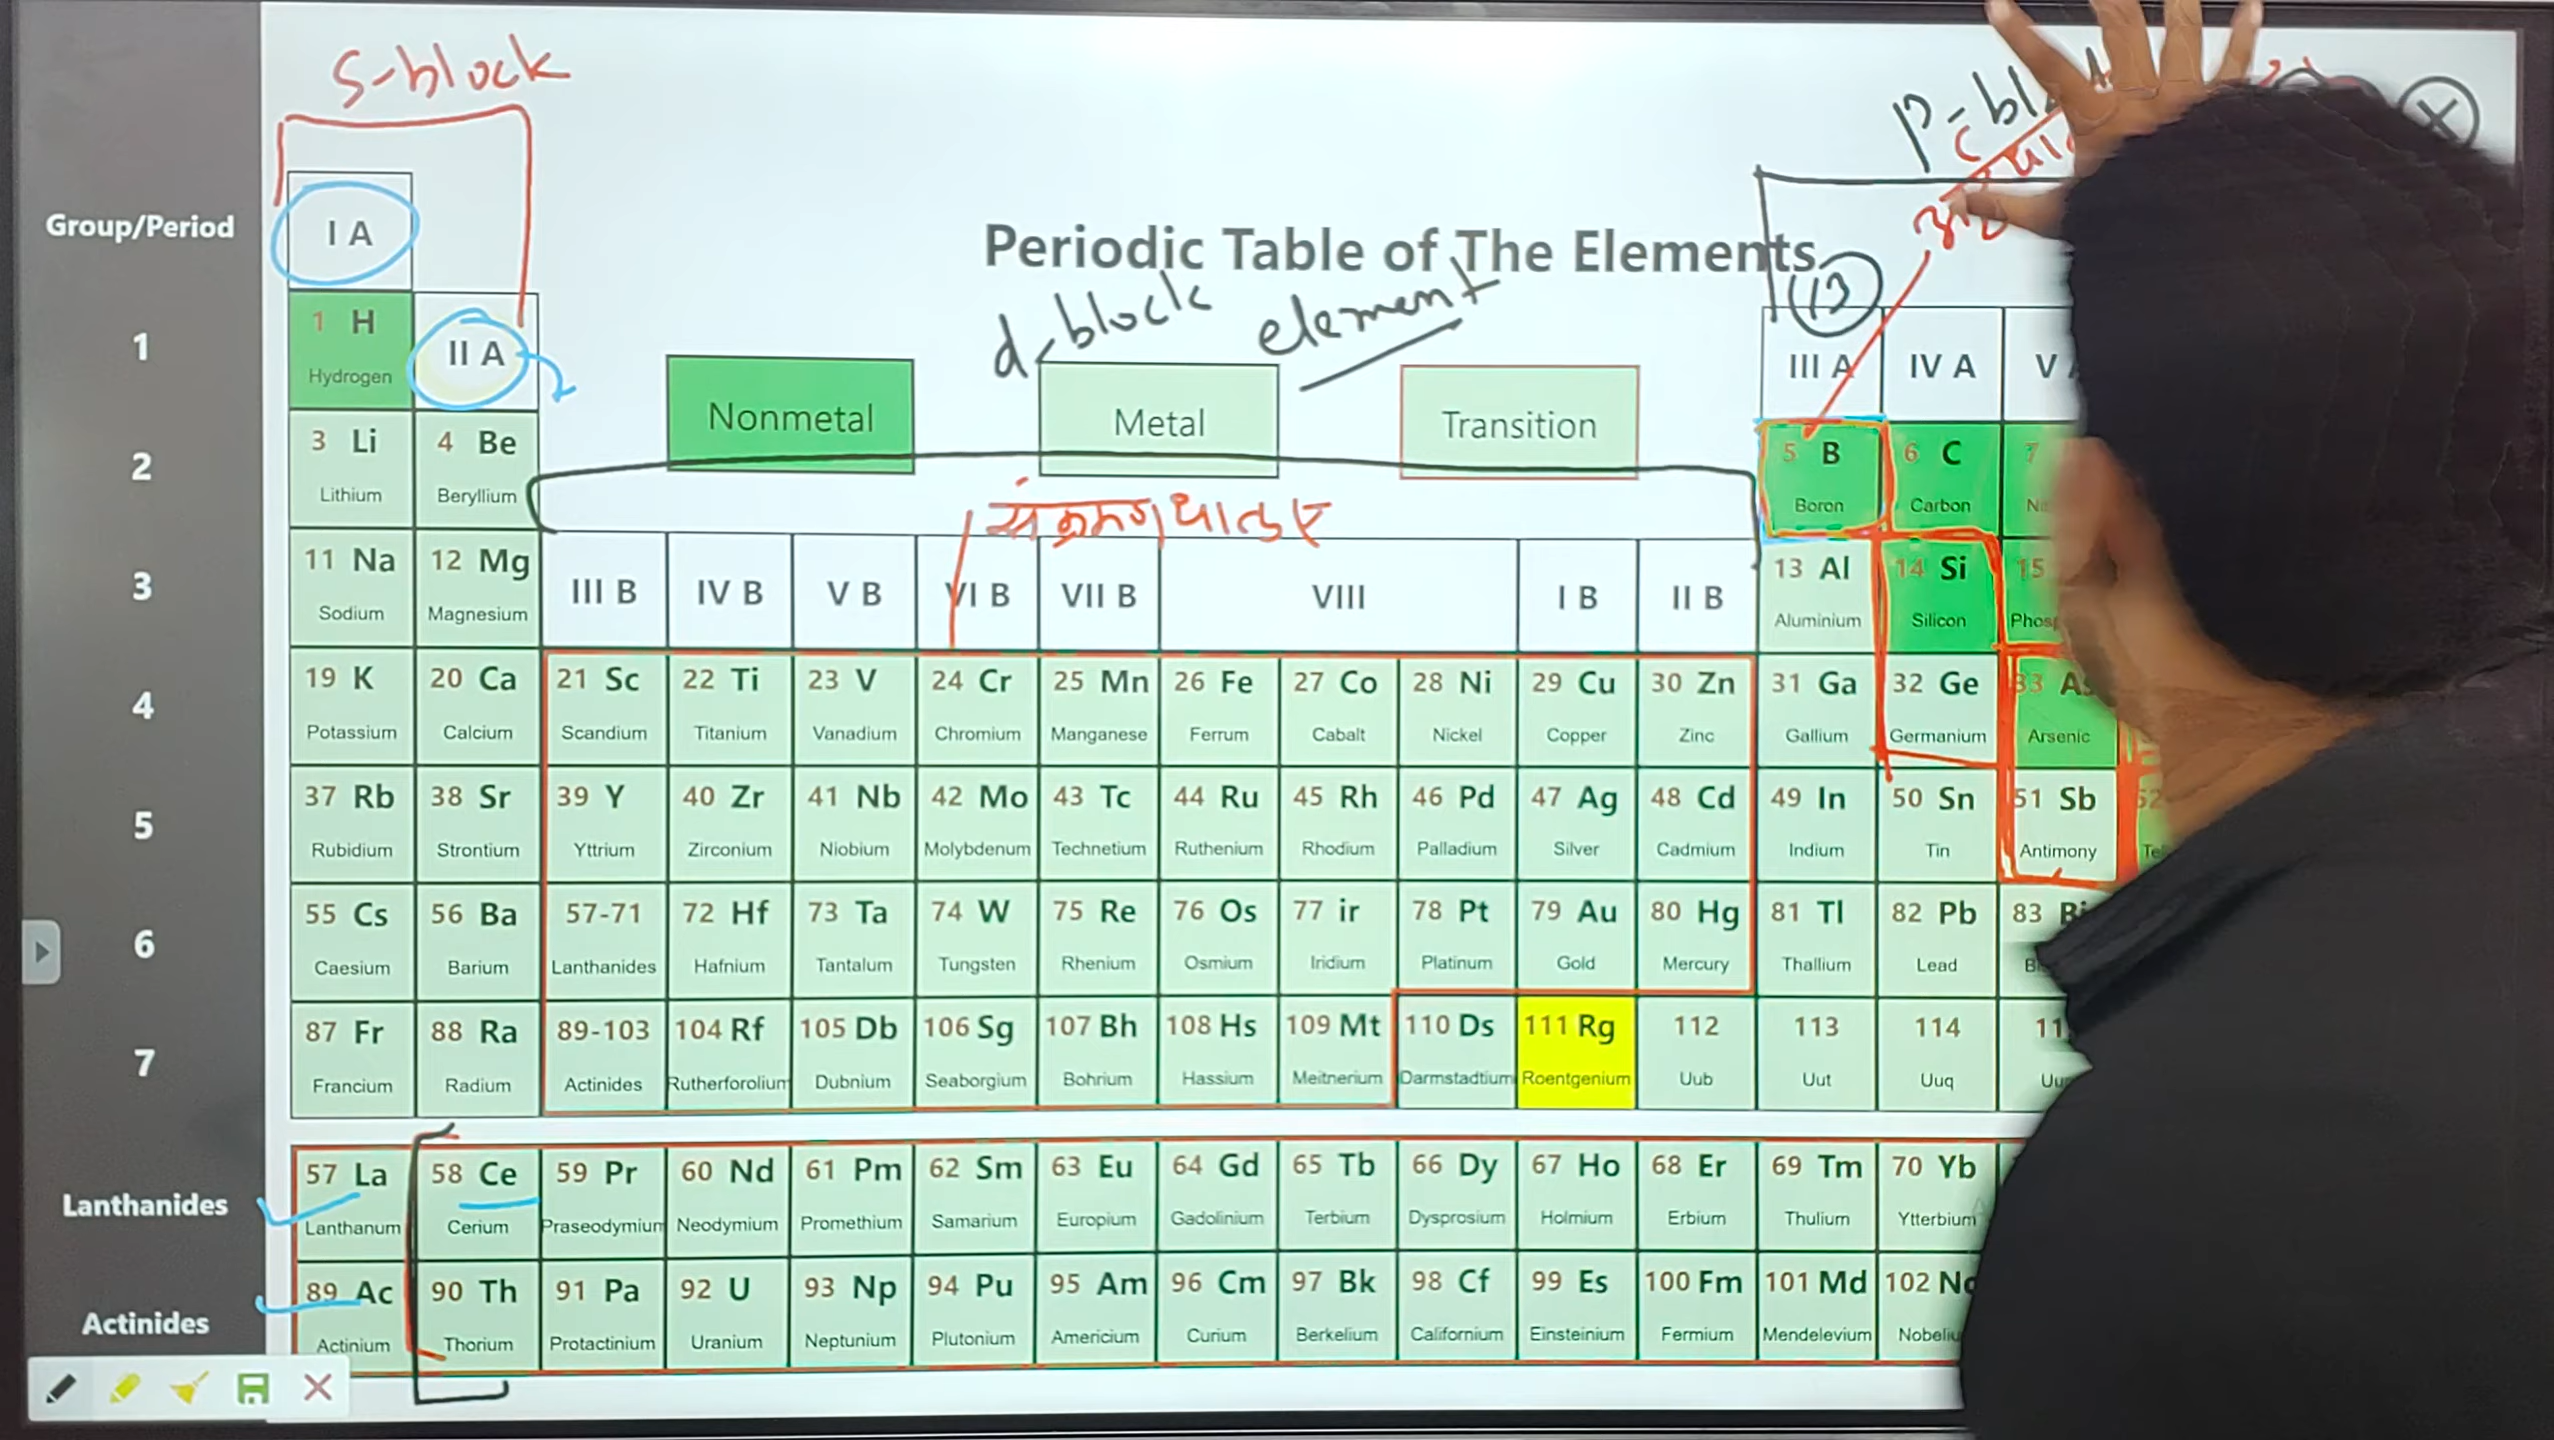 S-block
P-bl
I A
Group/Period
Periodic Table of The Elements
d-block element
(13)
1
1 H
Hydrogen
II A
III A
IV A
V
Nonmetal
Metal
Transition
2
3 Li
Lithium
4 Be
Beryllium
5 B
Boron
6 C
Carbon
7
संक्रमण धातुएं
3
11 Na
Sodium
12 Mg
Magnesium
III B
IV B
V B
VI B
VII B
VIII
I B
II B
13 Al
Aluminium
14 Si
Silicon
15
Phos
4
19 K
Potassium
20 Ca
Calcium
21 Sc
Scandium
22 Ti
Titanium
23 V
Vanadium
24 Cr
Chromium
25 Mn
Manganese
26 Fe
Ferrum
27 Co
Cabalt
28 Ni
Nickel
29 Cu
Copper
30 Zn
Zinc
31 Ga
Gallium
32 Ge
Germanium
33 As
Arsenic
5
37 Rb
Rubidium
38 Sr
Strontium
39 Y
Yttrium
40 Zr
Zirconium
41 Nb
Niobium
42 Mo
Molybdenum
43 Tc
Technetium
44 Ru
Ruthenium
45 Rh
Rhodium
46 Pd
Palladium
47 Ag
Silver
48 Cd
Cadmium
49 In
Indium
50 Sn
Tin
51 Sb
Antimony
52
Te
6
55 Cs
Caesium
56 Ba
Barium
57-71
Lanthanides
72 Hf
Hafnium
73 Ta
Tantalum
74 W
Tungsten
75 Re
Rhenium
76 Os
Osmium
77 ir
Iridium
78 Pt
Platinum
79 Au
Gold
80 Hg
Mercury
81 Tl
Thallium
82 Pb
Lead
83 Bi
7
87 Fr
Francium
88 Ra
Radium
89-103
Actinides
104 Rf
Rutherforolium
105 Db
Dubnium
106 Sg
Seaborgium
107 Bh
Bohrium
108 Hs
Hassium
109 Mt
Meitnerium
110 Ds
Darmstadtium
111 Rg
Roentgenium
112
Uub
113
Uut
114
Uuq
11
Uu
Lanthanides
57 La
Lanthanum
58 Ce
Cerium
59 Pr
Praseodymium
60 Nd
Neodymium
61 Pm
Promethium
62 Sm
Samarium
63 Eu
Europium
64 Gd
Gadolinium
65 Tb
Terbium
66 Dy
Dysprosium
67 Ho
Holmium
68 Er
Erbium
69 Tm
Thulium
70 Yb
Ytterbium
Actinides
89 Ac
Actinium
90 Th
Thorium
91 Pa
Protactinium
92 U
Uranium
93 Np
Neptunium
94 Pu
Plutonium
95 Am
Americium
96 Cm
Curium
97 Bk
Berkelium
98 Cf
Californium
99 Es
Einsteinium
100 Fm
Fermium
101 Md
Mendelevium
102 No
Nobeliu